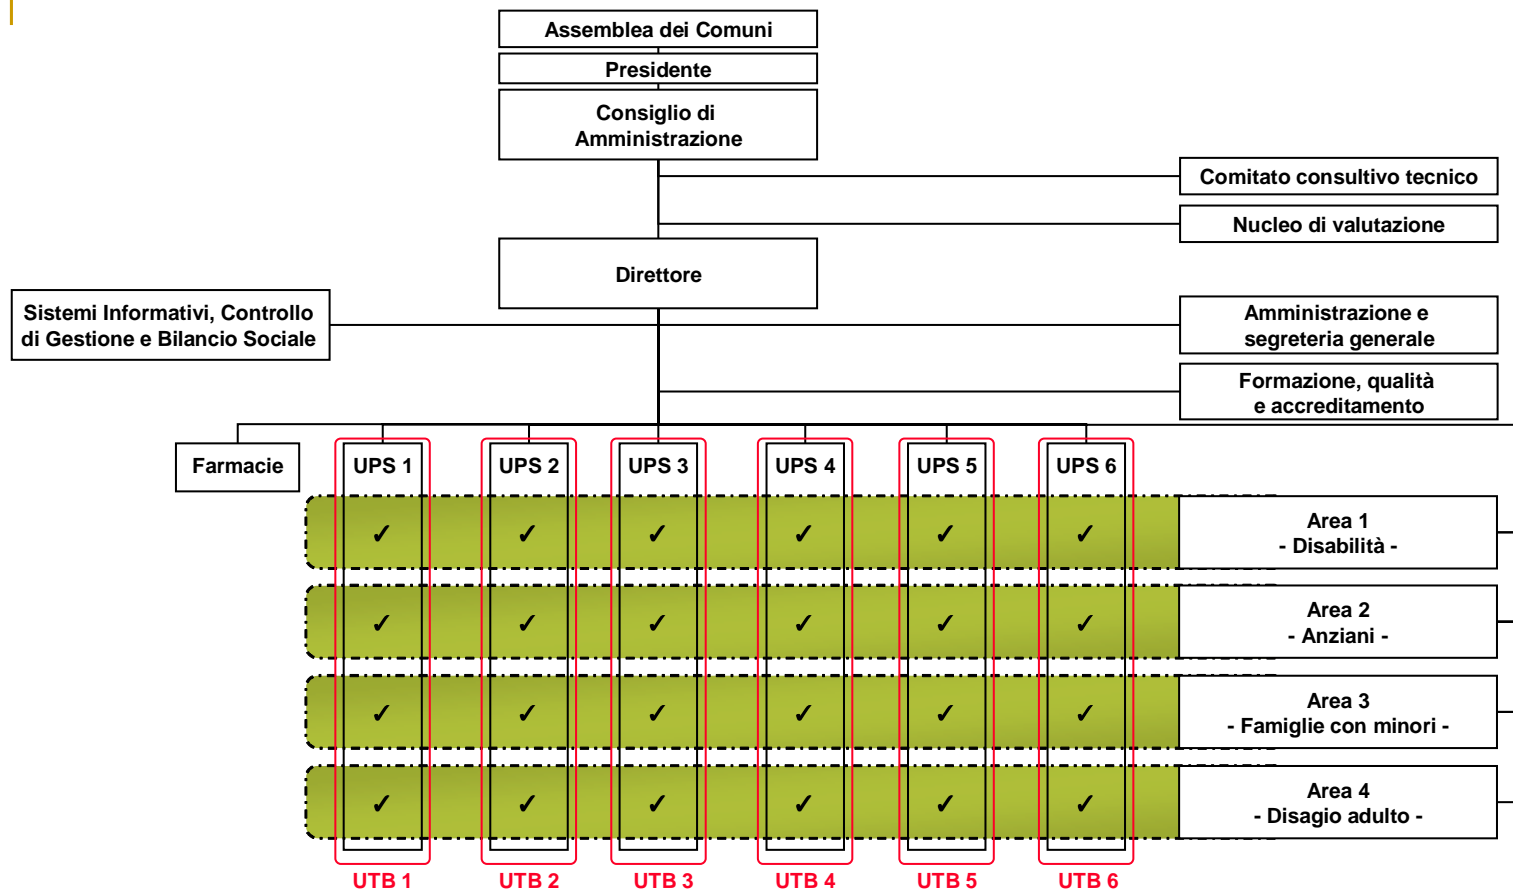 Assemblea dei Comuni
Presidente
Consiglio di
Amministrazione
Comitato consultivo tecnico
Nucleo di valutazione
Direttore
Sistemi Informativi, Controllo
di Gestione e Bilancio Sociale
Amministrazione e
segreteria generale
Formazione, qualità
e accreditamento
Farmacie
UPS 1
UPS 2
UPS 3
UPS 4
UPS 5
UPS 6
✓ ✓ ✓ ✓ ✓ ✓
Area 1
- Disabilità -
✓ ✓ ✓ ✓ ✓ ✓
Area 2
- Anziani -
✓ ✓ ✓ ✓ ✓ ✓
Area 3
- Famiglie con minori -
✓ ✓ ✓ ✓ ✓ ✓
Area 4
- Disagio adulto -
UTB 1
UTB 2
UTB 3
UTB 4
UTB 5
UTB 6